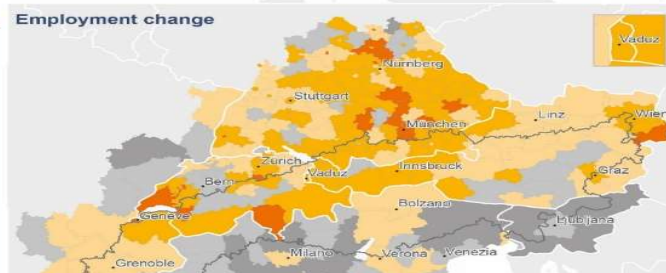 Employment change
Vaduz
Nürnberg
Stuttgart
München
Linz
Wien
Zürich
Bern
Vaduz
Innsbruck
Graz
Genève
Bolzano
Ljubljana
Grenoble
Milano
Verona
Venezia